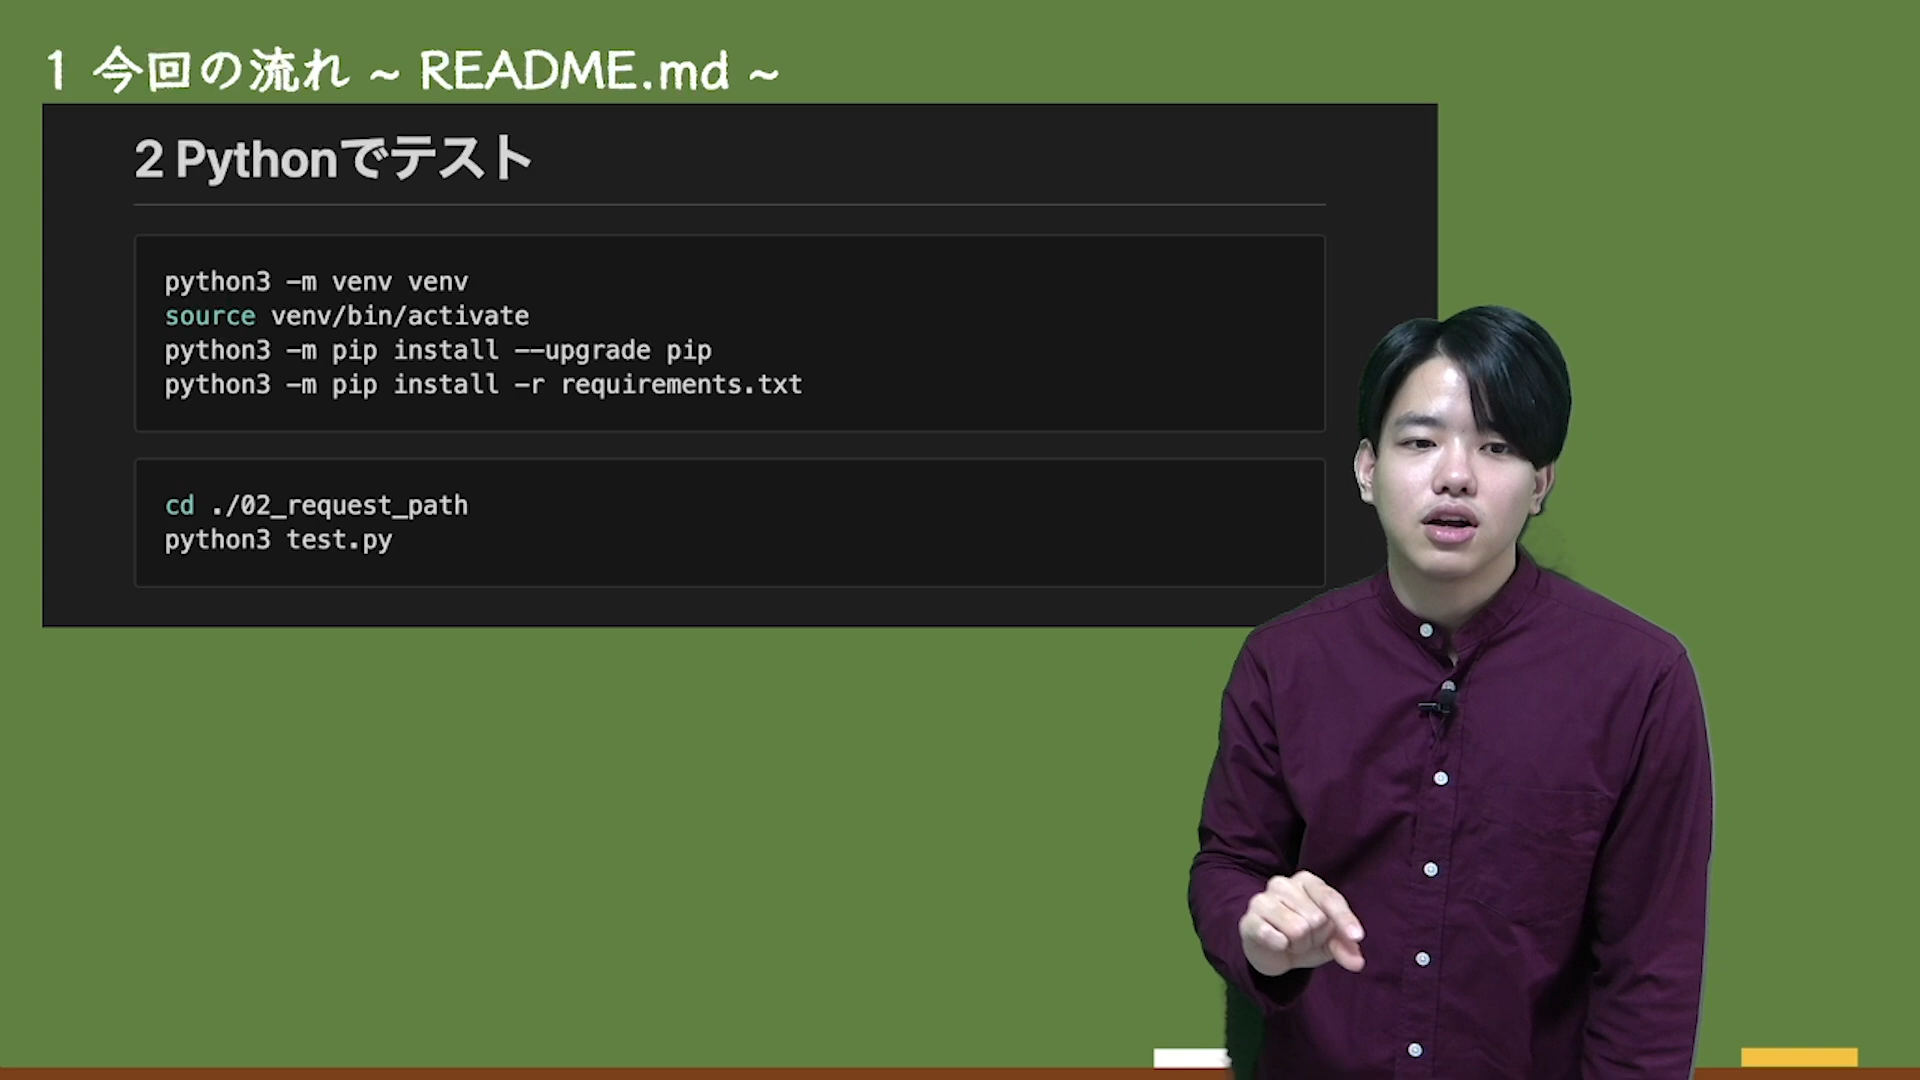 1 今回の流れ ~ README.md ~
2 Pythonでテスト
python3 -m venv venv
source venv/bin/activate
python3 -m pip install --upgrade pip
python3 -m pip install -r requirements.txt
cd ./02_request_path
python3 test.py